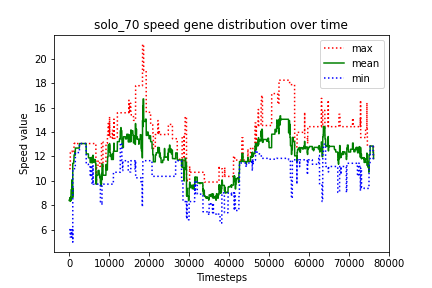 solo_70 speed gene distribution over time
max
mean
min
Speed value
22
20
18
16
14
12
10
8
6
0 10000 20000 30000 40000 50000 60000 70000 80000
Timesteps